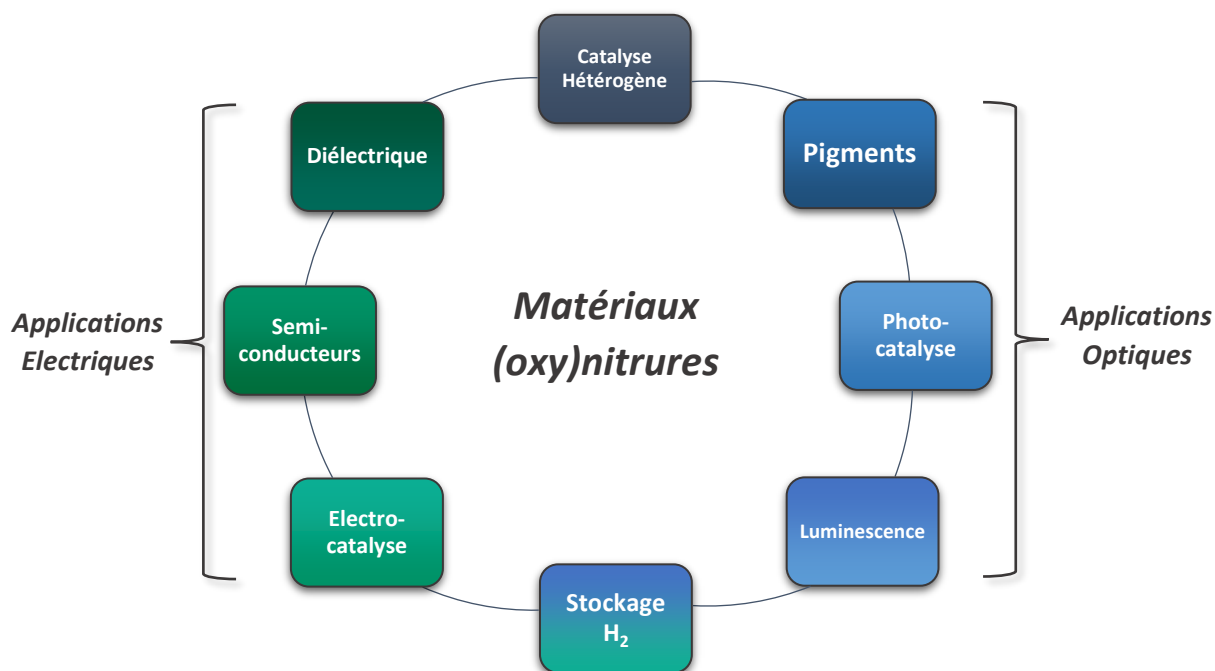 Catalyse
Hétérogène
Diélectrique
Pigments
Applications
Electriques
Semi-
conducteurs
Matériaux
(oxy)nitrures
Photo-
catalyse
Applications
Optiques
Electro-
catalyse
Luminescence
Stockage
H₂